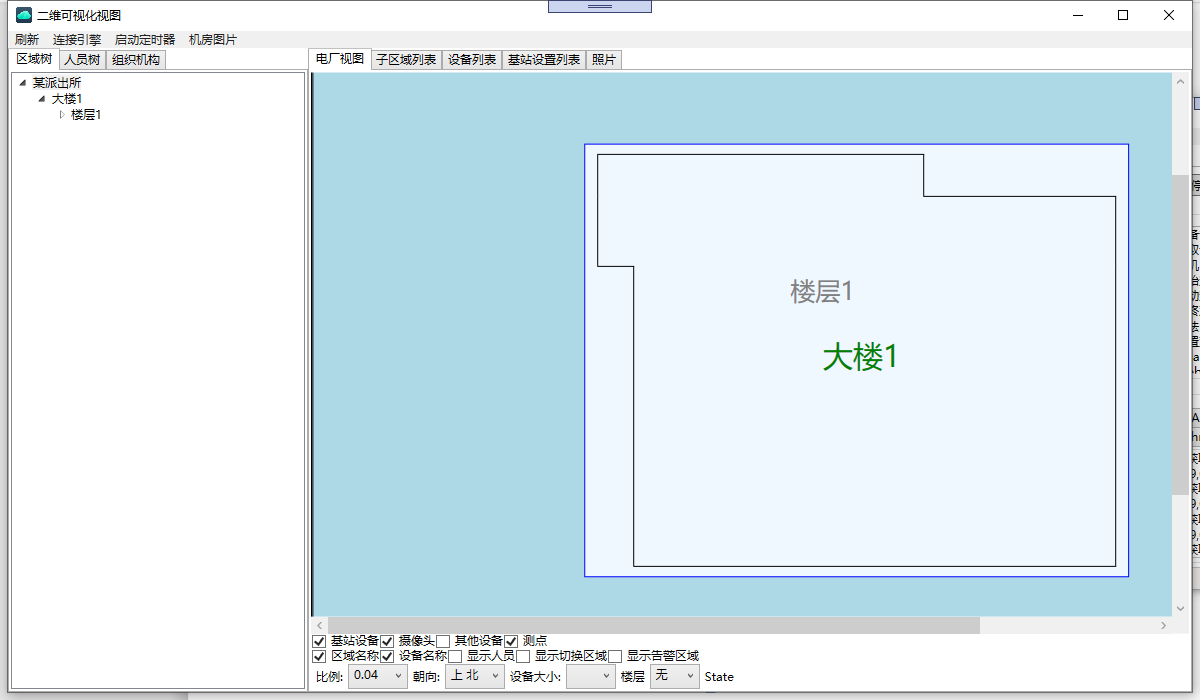 二维可视化视图
刷新 连接引擎 启动定时器 机房图片
区域树 人员树 组织机构
电厂视图 子区域列表 设备列表 基站设置列表 照片
某派出所
大楼1
楼层1
楼层1
大楼1
基站设备 摄像头 其他设备 测点
区域名称 设备名称 显示人员 显示切换区域 显示告警区域
比例: 0.04 朝向: 上北 设备大小: 楼层 无 State